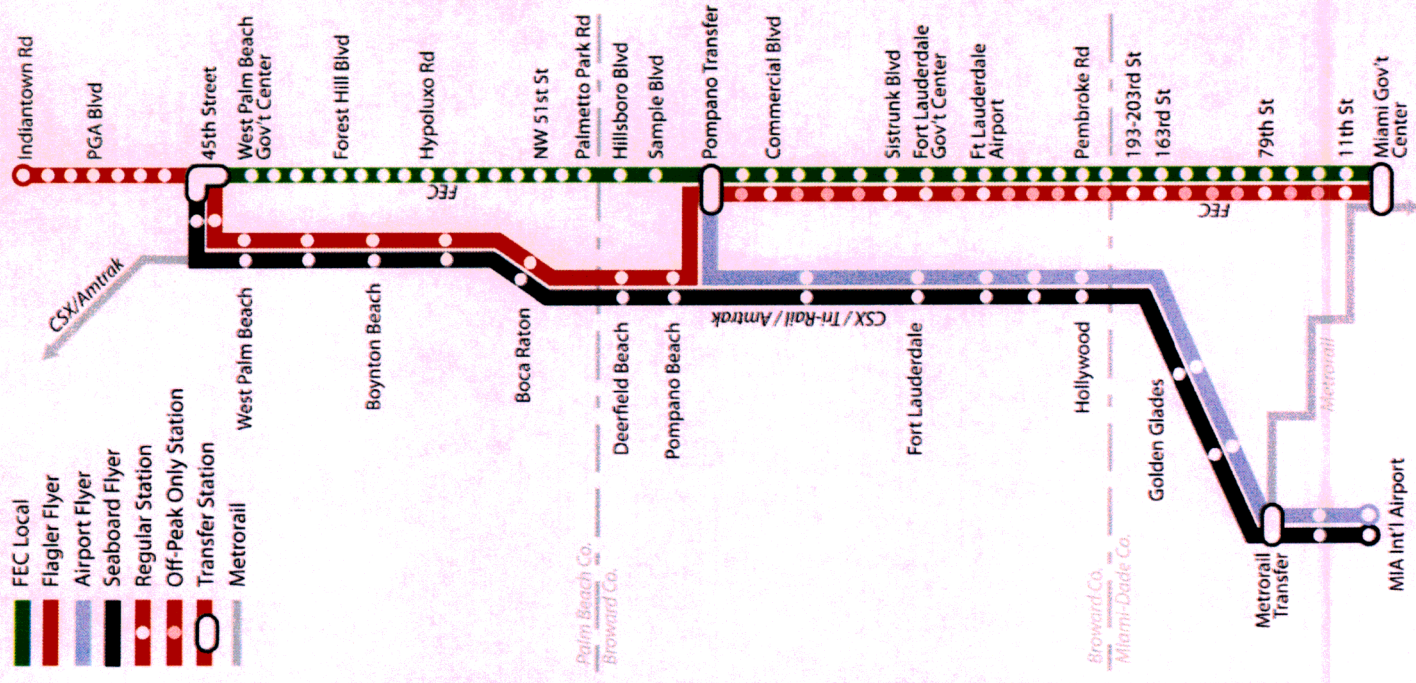 FEC Local
Flagler Flyer
Airport Flyer
Seaboard Flyer
Regular Station
Off-Peak Only Station
Transfer Station
Metrorail
Indiantown Rd
PGA Blvd
45th Street
West Palm Beach
Gov't Center
Forest Hill Blvd
Hypoluxo Rd
NW 51st St
Palmetto Park Rd
Hillsboro Blvd
Sample Blvd
Pompano Transfer
Commercial Blvd
Sistrunk Blvd
Fort Lauderdale
Gov't Center
Ft Lauderdale
Airport
Pembroke Rd
193-203rd St
163rd St
79th St
11th St
Miami Gov't
Center
FEC
FEC
CSX/Amtrak
CSX / Tri-Rail / Amtrak
West Palm Beach
Boynton Beach
Boca Raton
Deerfield Beach
Pompano Beach
Fort Lauderdale
Hollywood
Golden Glades
Metrorail
Transfer
MIA Int'l Airport
Metrorail
Palm Beach Co.
Broward Co.
Broward Co.
Miami-Dade Co.